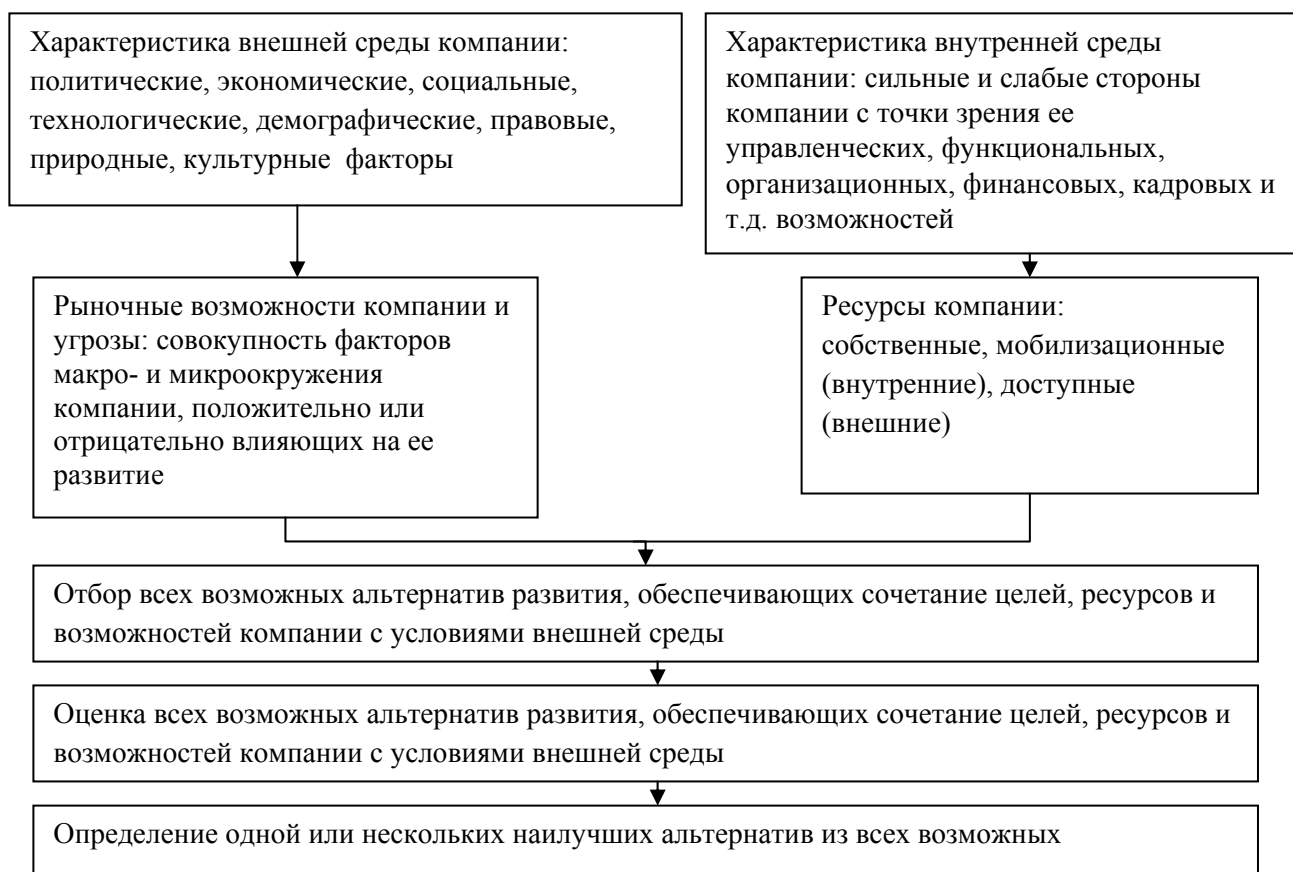 Характеристика внешней среды компании:
политические, экономические, социальные,
технологические, демографические, правовые,
природные, культурные факторы
Характеристика внутренней среды
компании: сильные и слабые стороны
компании с точки зрения ее
управленческих, функциональных,
организационных, финансовых, кадровых и
т.д. возможностей
Рыночные возможности компании и
угрозы: совокупность факторов
макро- и микроокружения
компании, положительно или
отрицательно влияющих на ее
развитие
Ресурсы компании:
собственные, мобилизационные
(внутренние), доступные
(внешние)
Отбор всех возможных альтернатив развития, обеспечивающих сочетание целей, ресурсов и
возможностей компании с условиями внешней среды
Оценка всех возможных альтернатив развития, обеспечивающих сочетание целей, ресурсов и
возможностей компании с условиями внешней среды
Определение одной или нескольких наилучших альтернатив из всех возможных